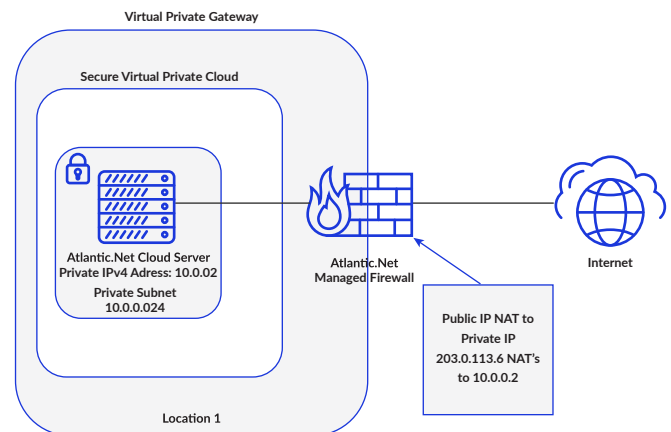 Virtual Private Gateway
Secure Virtual Private Cloud
Atlantic.Net Cloud Server
Private IPv4 Adress: 10.0.02
Private Subnet
10.0.0.024
Atlantic.Net
Managed Firewall
Internet
Public IP NAT to
Private IP
203.0.113.6 NAT's
to 10.0.0.2
Location 1